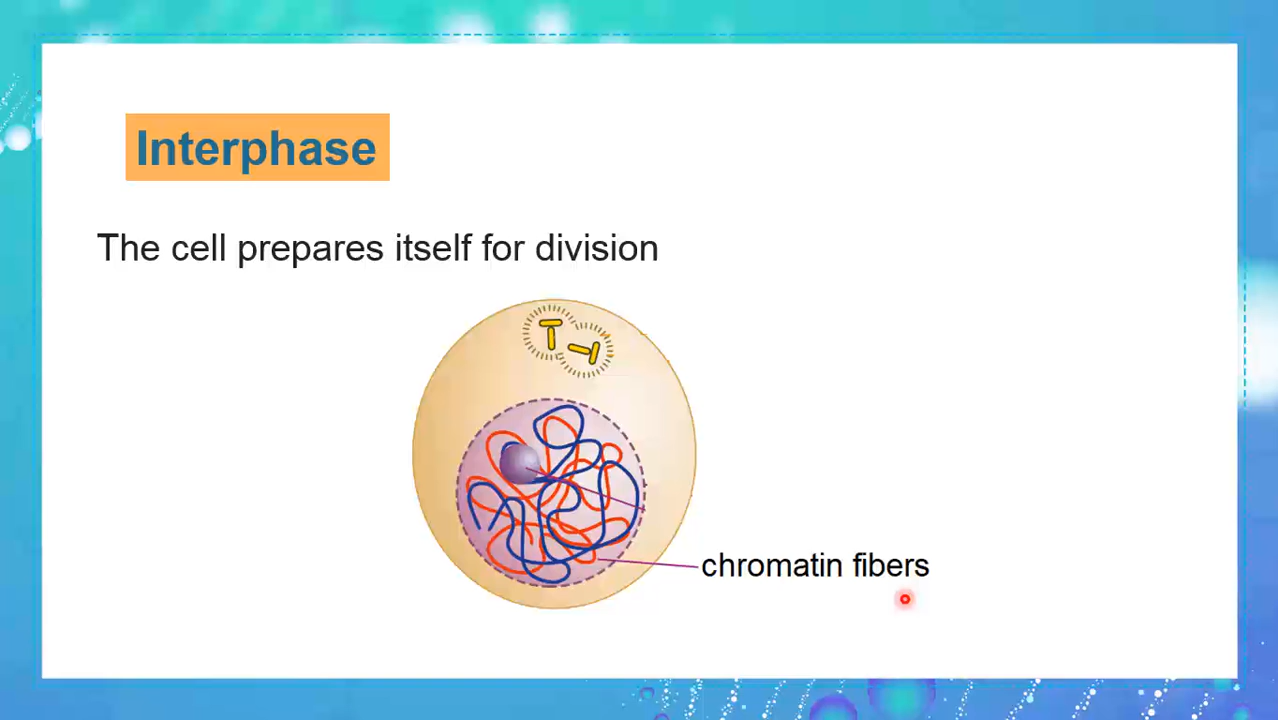 Interphase
The cell prepares itself for division
chromatin fibers